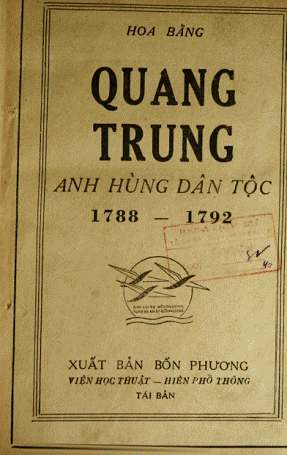 HOA BẰNG
QUANG
TRUNG
ANH HÙNG DÂN TỘC
1788 — 1792
XUẤT BẢN BỐN PHƯƠNG
VIỆN HỌC THUẬT — HIÊN PHỔ THÔNG
TÁI BẢN